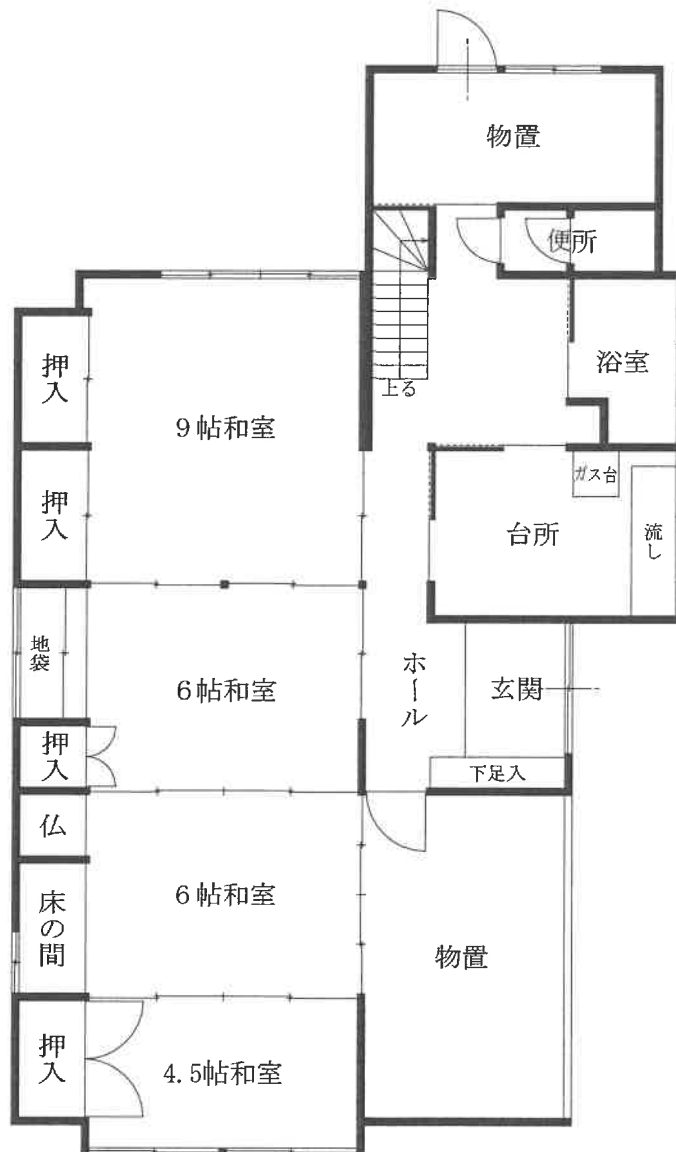 物置
便所
上る
浴室
押入
9帖和室
押入
ガス台
台所
流し
地袋
6帖和室
ホール
玄関
押入
下足入
仏
6帖和室
床の間
物置
押入
4.5帖和室